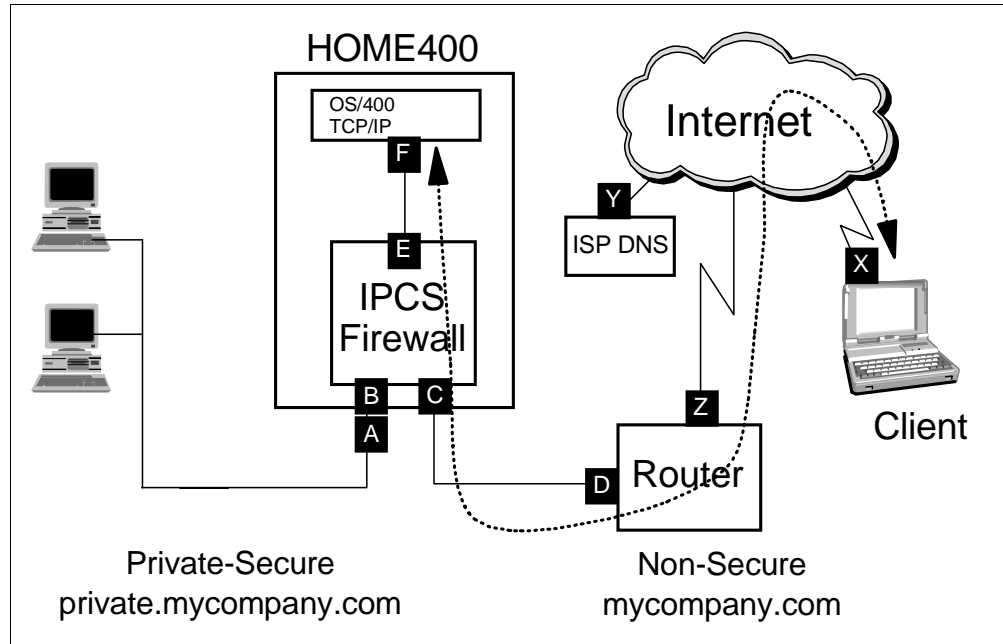 HOME400
OS/400
TCP/IP
F
E
IPCS
Firewall
B
C
A
Internet
Y
ISP DNS
X
Client
Z
D
Router
Private-Secure
private.mycompany.com
Non-Secure
mycompany.com